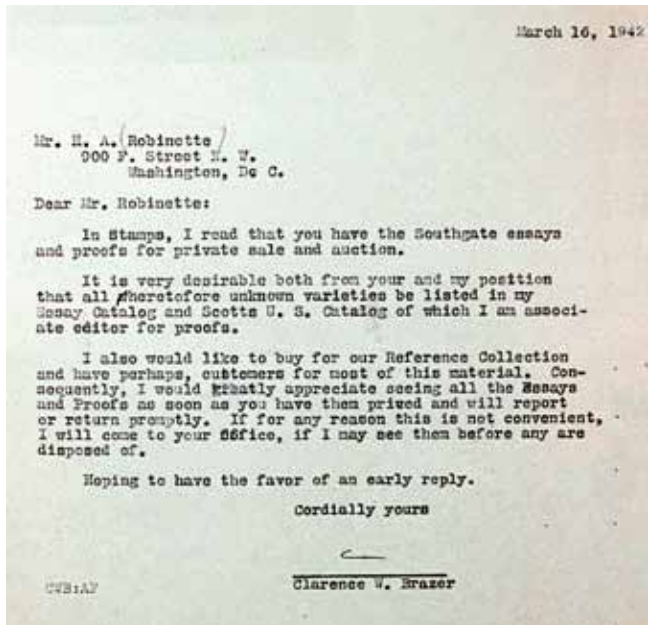 March 16, 1942
Mr. H. A. (Robinette)
900 F. Street N. W.
Washington, D. C.
Dear Mr. Robinette:
In Stamps, I read that you have the Southgate essays
and proofs for private sale and auction.
It is very desirable both from your and my position
that all heretofore unknown varieties be listed in my
Essay Catalog and Scotts U. S. Catalog of which I am associ-
ate editor for proofs.
I also would like to buy for our Reference Collection
and have perhaps, customers for most of this material. Con-
sequently, I would greatly appreciate seeing all the Essays
and Proofs as soon as you have them priced and will report
or return promptly. If for any reason this is not convenient,
I will come to your office, if I may see them before any are
disposed of.
Hoping to have the favor of an early reply.
Cordially yours
Clarence W. Brazer
CWB:AF